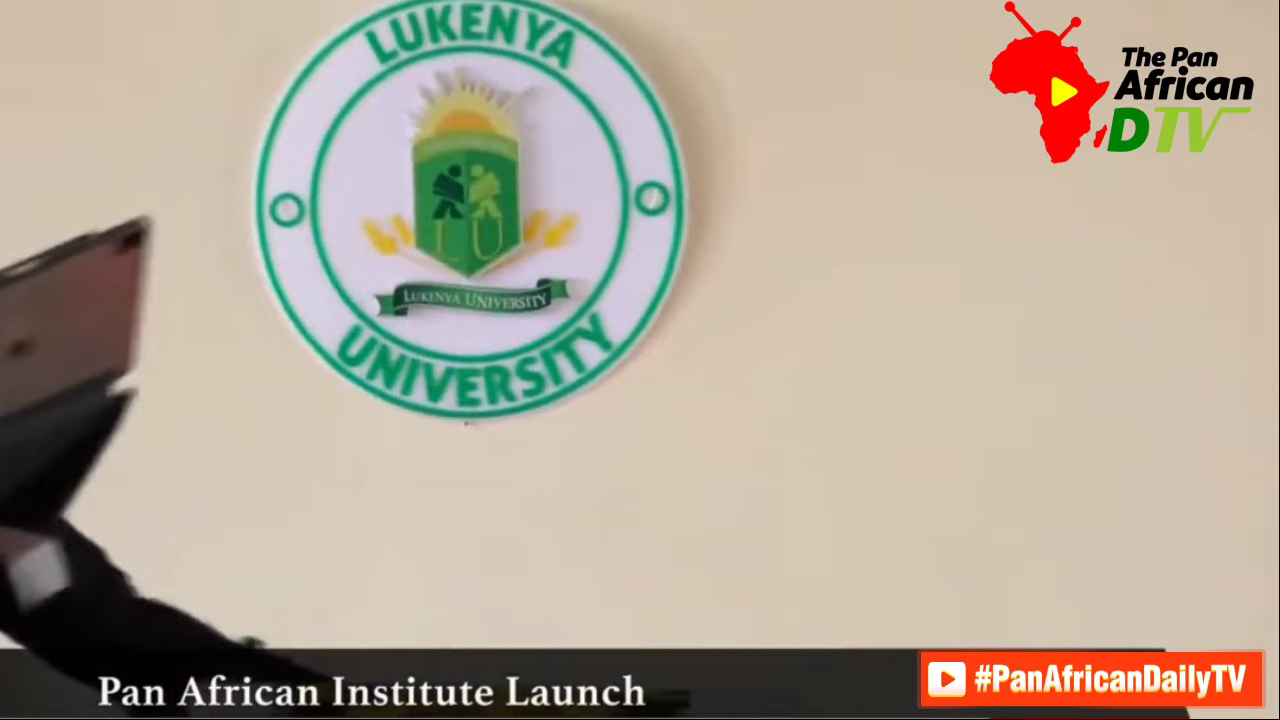 LUKENYA
LU
LUKENYA UNIVERSITY
UNIVERSITY
The Pan
African
DTV
Pan African Institute Launch
#PanAfricanDailyTV